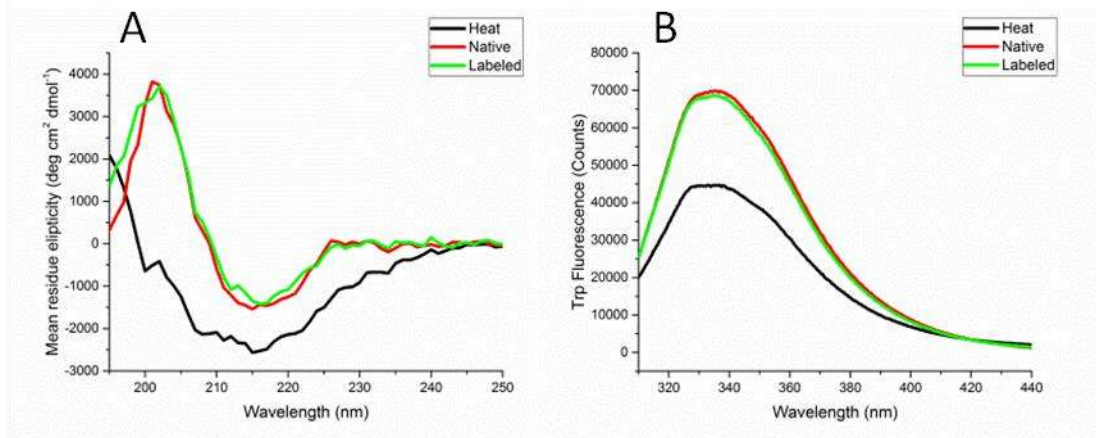 A
Heat
Native
Labeled
4000
3000
2000
1000
0
-1000
-2000
-3000
200
210
220
230
240
250
Mean residue elipticity (deg cm² dmol⁻¹)
Wavelength (nm)
B
Heat
Native
Labeled
80000
70000
60000
50000
40000
30000
20000
10000
0
320
340
360
380
400
420
440
Trp Fluorescence (Counts)
Wavelength (nm)